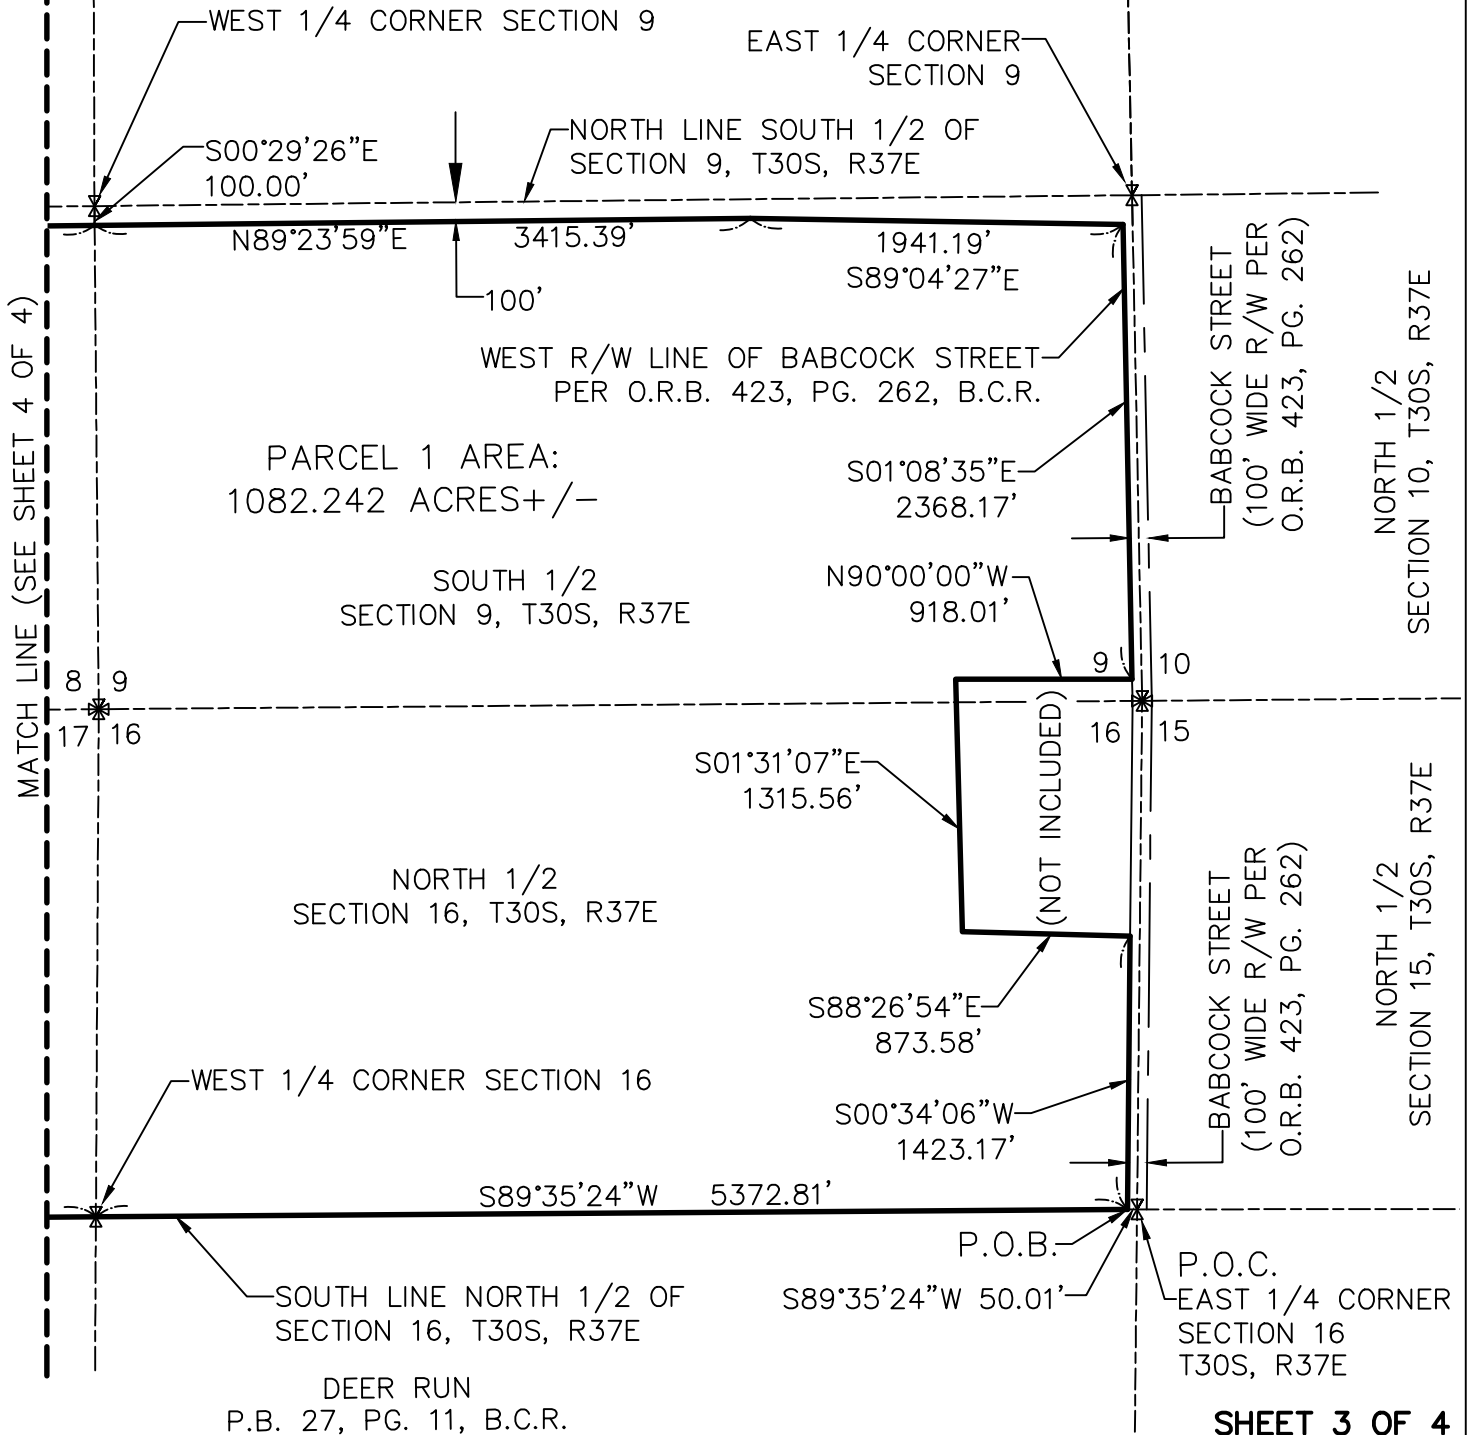 WEST 1/4 CORNER SECTION 9
EAST 1/4 CORNER
SECTION 9
S00°29'26"E
100.00'
NORTH LINE SOUTH 1/2 OF
SECTION 9, T30S, R37E
N89°23'59"E
3415.39'
1941.19'
S89°04'27"E
100'
WEST R/W LINE OF BABCOCK STREET
PER O.R.B. 423, PG. 262, B.C.R.
BABCOCK STREET
(100' WIDE R/W PER
O.R.B. 423, PG. 262)
NORTH 1/2
SECTION 10, T30S, R37E
MATCH LINE (SEE SHEET 4 OF 4)
PARCEL 1 AREA:
1082.242 ACRES+/-
S01°08'35"E
2368.17'
SOUTH 1/2
SECTION 9, T30S, R37E
N90°00'00"W
918.01'
8
9
17
16
9
10
16
15
(NOT INCLUDED)
S01°31'07"E
1315.56'
NORTH 1/2
SECTION 16, T30S, R37E
BABCOCK STREET
(100' WIDE R/W PER
O.R.B. 423, PG. 262)
NORTH 1/2
SECTION 15, T30S, R37E
S88°26'54"E
873.58'
WEST 1/4 CORNER SECTION 16
S00°34'06"W
1423.17'
S89°35'24"W
5372.81'
P.O.B.
S89°35'24"W 50.01'
P.O.C.
EAST 1/4 CORNER
SECTION 16
T30S, R37E
SOUTH LINE NORTH 1/2 OF
SECTION 16, T30S, R37E
DEER RUN
P.B. 27, PG. 11, B.C.R.
SHEET 3 OF 4